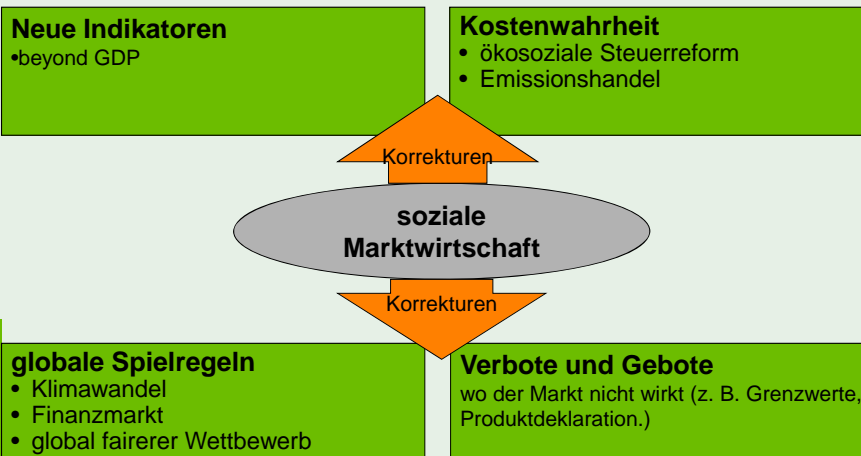 Neue Indikatoren
•beyond GDP
Kostenwahrheit
• ökosoziale Steuerreform
• Emissionshandel
Korrekturen
soziale
Marktwirtschaft
Korrekturen
globale Spielregeln
• Klimawandel
• Finanzmarkt
• global fairerer Wettbewerb
Verbote und Gebote
wo der Markt nicht wirkt (z. B. Grenzwerte,
Produktdeklaration.)